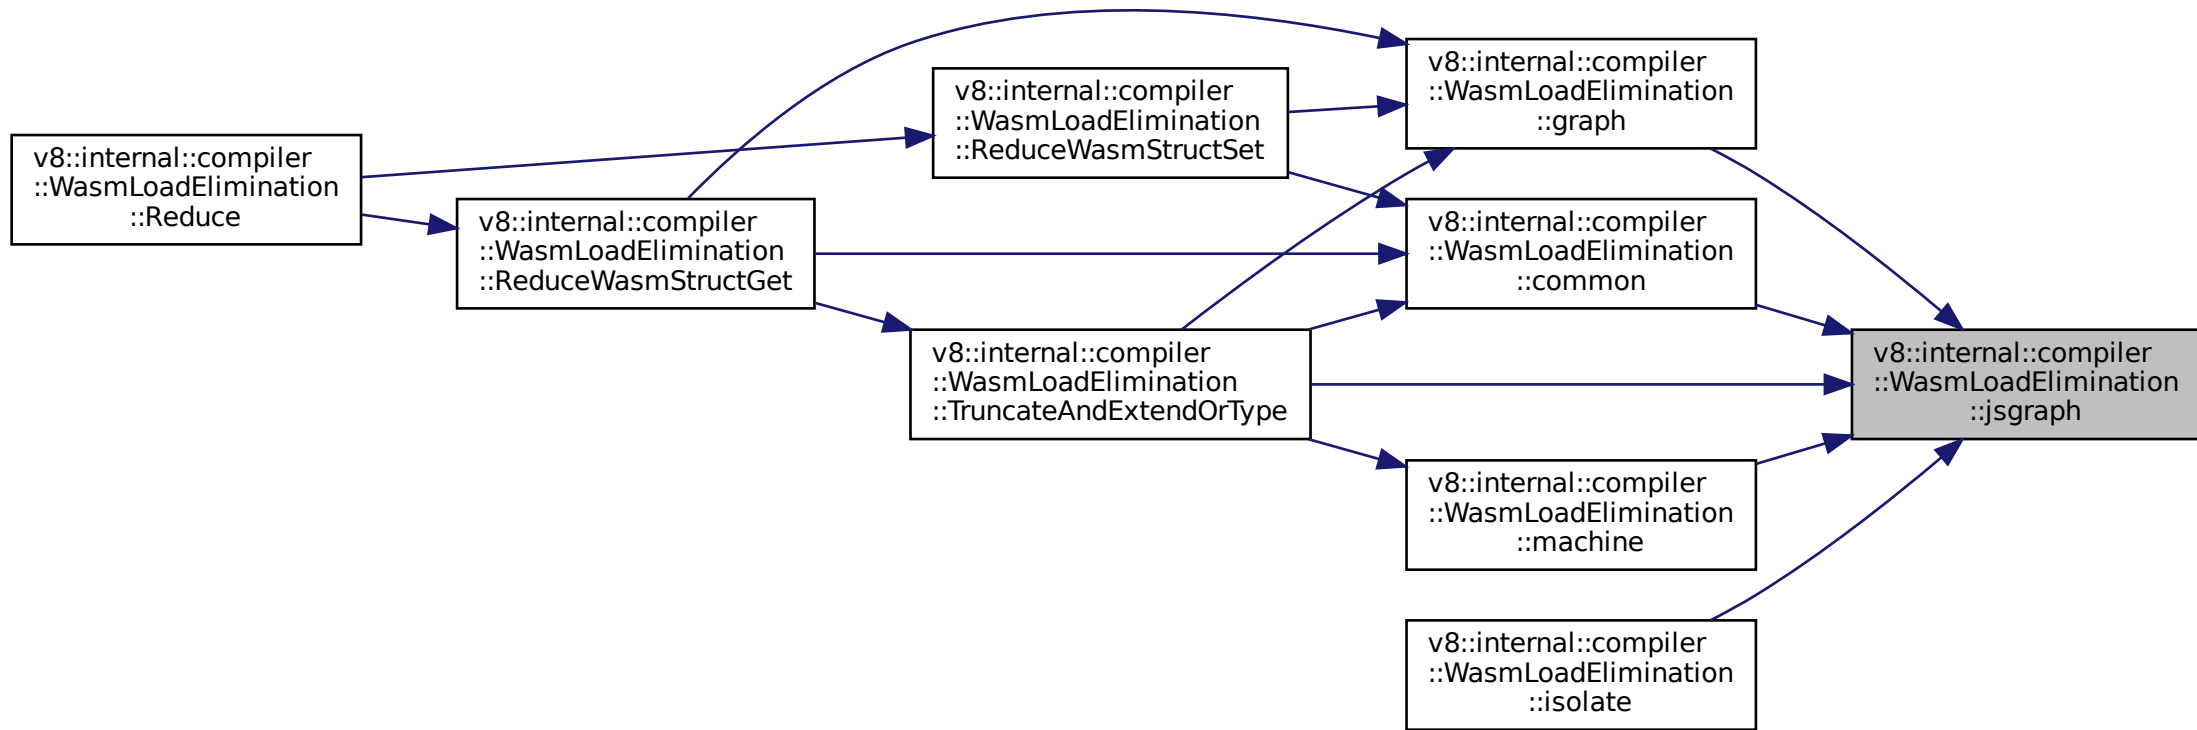 v8::internal::compiler
::WasmLoadElimination
::Reduce
v8::internal::compiler
::WasmLoadElimination
::ReduceWasmStructGet
v8::internal::compiler
::WasmLoadElimination
::ReduceWasmStructSet
v8::internal::compiler
::WasmLoadElimination
::TruncateAndExtendOrType
v8::internal::compiler
::WasmLoadElimination
::graph
v8::internal::compiler
::WasmLoadElimination
::common
v8::internal::compiler
::WasmLoadElimination
::machine
v8::internal::compiler
::WasmLoadElimination
::isolate
v8::internal::compiler
::WasmLoadElimination
::jsgraph